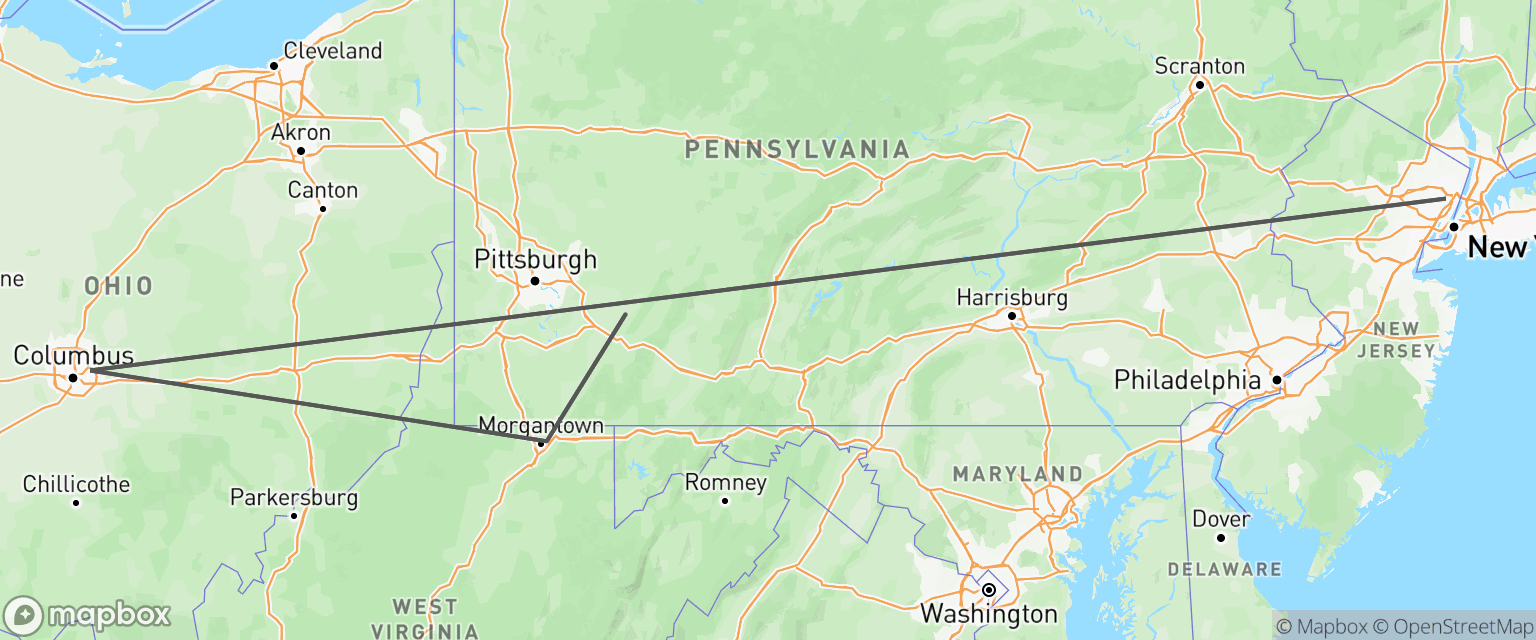 Cleveland
Scranton
Akron
PENNSYLVANIA
Canton
New Y
Pittsburgh
ne
OHIO
Harrisburg
NEW
JERSEY
Columbus
Philadelphia
Morgantown
MARYLAND
Chillicothe
Romney
Parkersburg
Dover
DELAWARE
WEST
VIRGINIA
Washington
mapbox
© Mapbox © OpenStreetMap